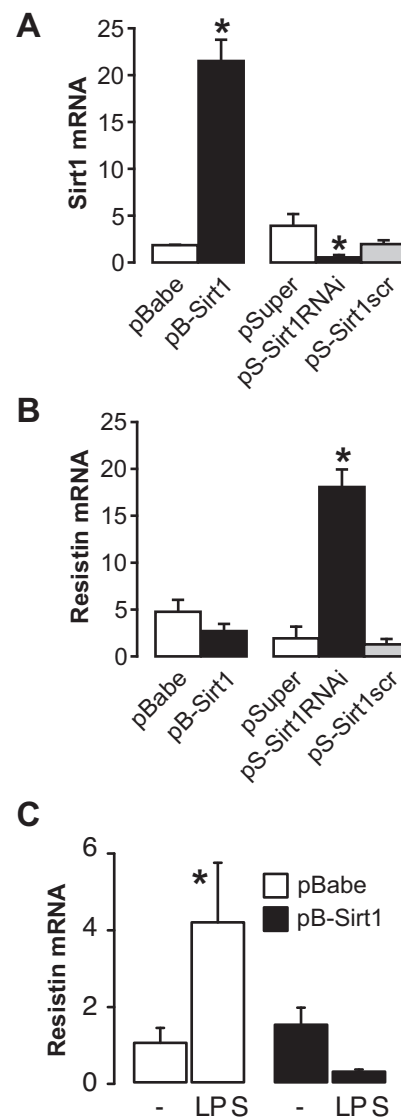 A
Sirt1 mRNA
25
20
15
10
5
0
*
*
pBabe
pB-Sirt1
pSuper
pS-Sirt1RNAi
pS-Sirt1scr
B
Resistin mRNA
25
20
15
10
5
0
*
pBabe
pB-Sirt1
pSuper
pS-Sirt1RNAi
pS-Sirt1scr
C
Resistin mRNA
6
4
2
0
*
pBabe
pB-Sirt1
- LPS - LPS